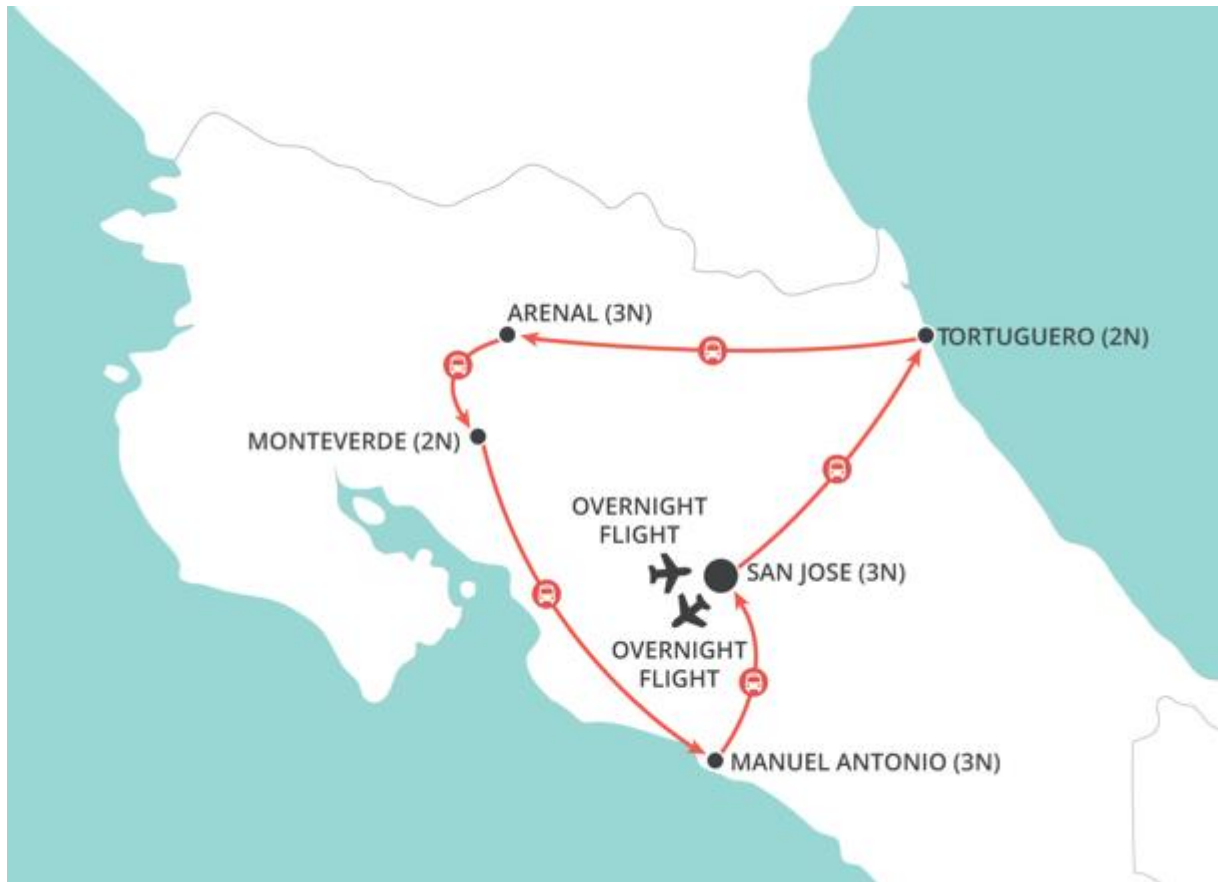 ARENAL (3N)
TORTUGUERO (2N)
MONTEVERDE (2N)
OVERNIGHT
FLIGHT
SAN JOSE (3N)
OVERNIGHT
FLIGHT
MANUEL ANTONIO (3N)